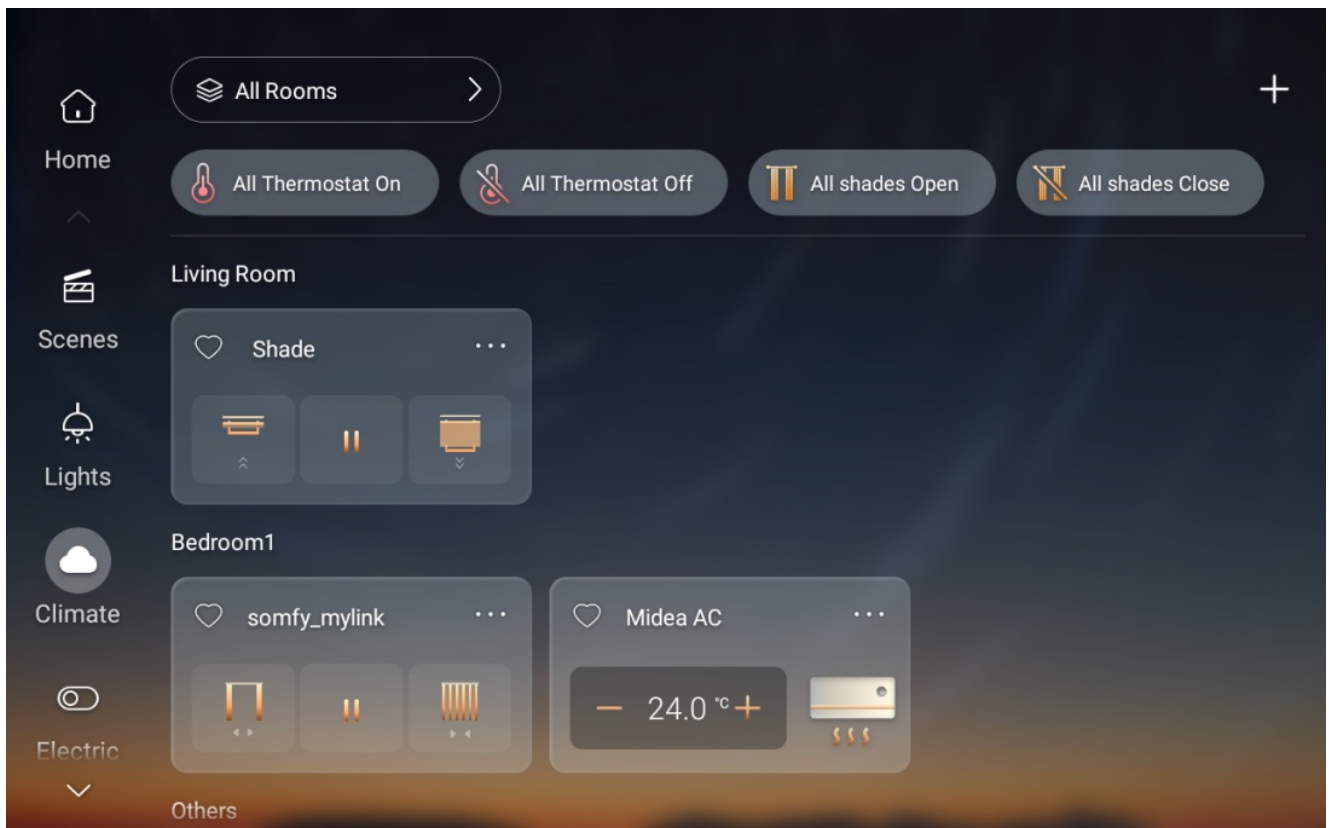 All Rooms
Home
All Thermostat On
All Thermostat Off
All shades Open
All shades Close
Living Room
Scenes
Shade
Lights
Bedroom1
Climate
somfy_mylink
Midea AC
24.0 °C
Electric
Others